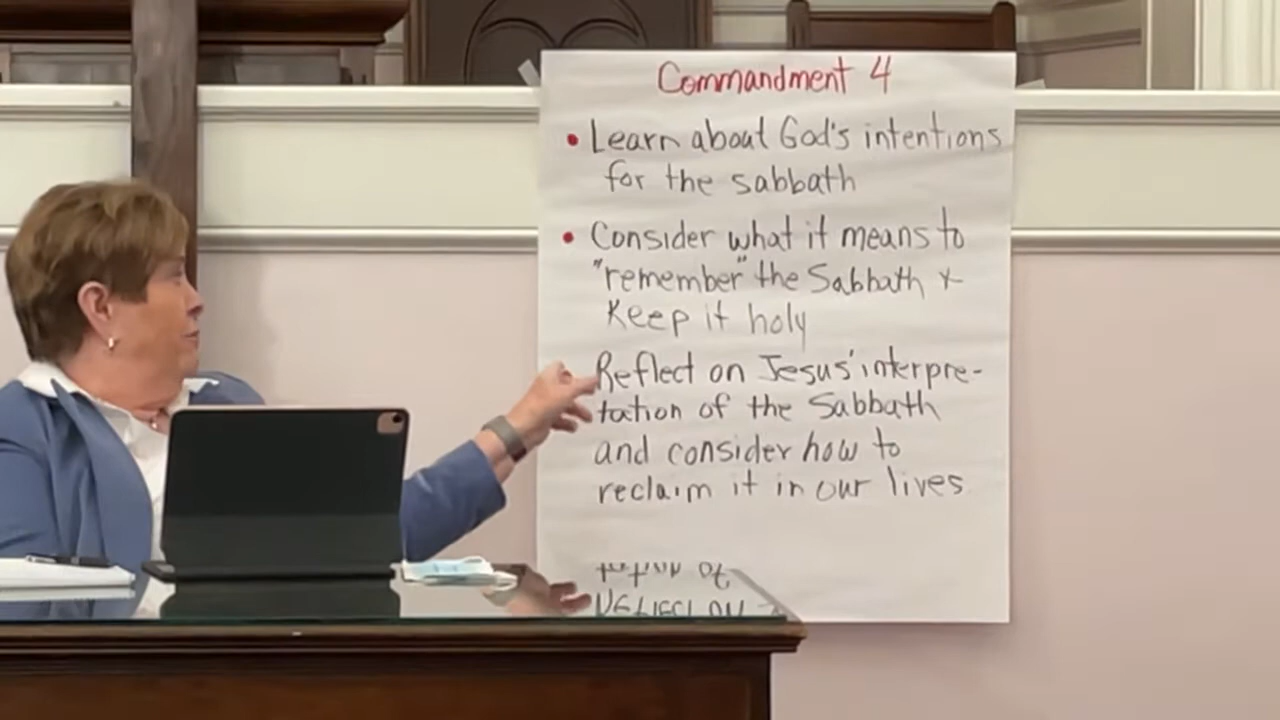 Commandment 4
• Learn about God's intentions
for the sabbath
• Consider what it means to
"remember" the Sabbath +
Keep it holy
Reflect on Jesus' interpre-
tation of the Sabbath
and consider how to
reclaim it in our lives